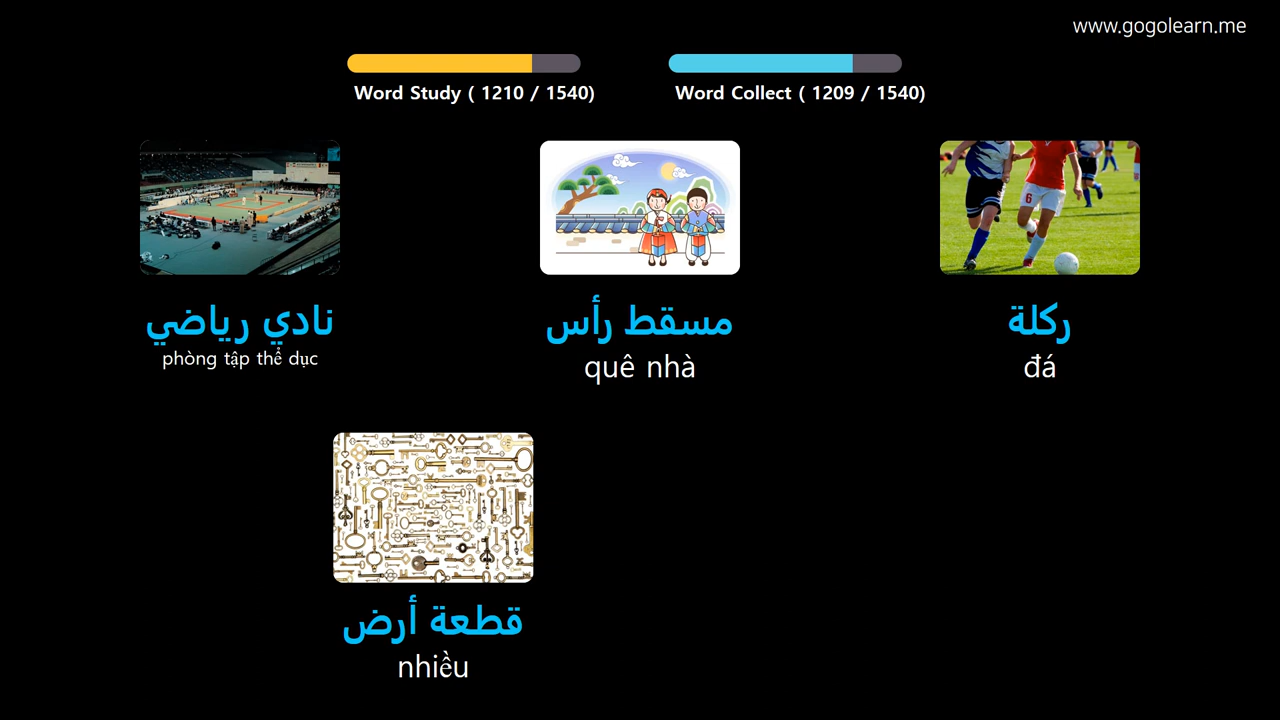 www.gogolearn.me
Word Study ( 1210 / 1540)
Word Collect ( 1209 / 1540)
نادي رياضي
phòng tập thể dục
مسقط رأس
quê nhà
ركلة
đá
قطعة أرض
nhiều